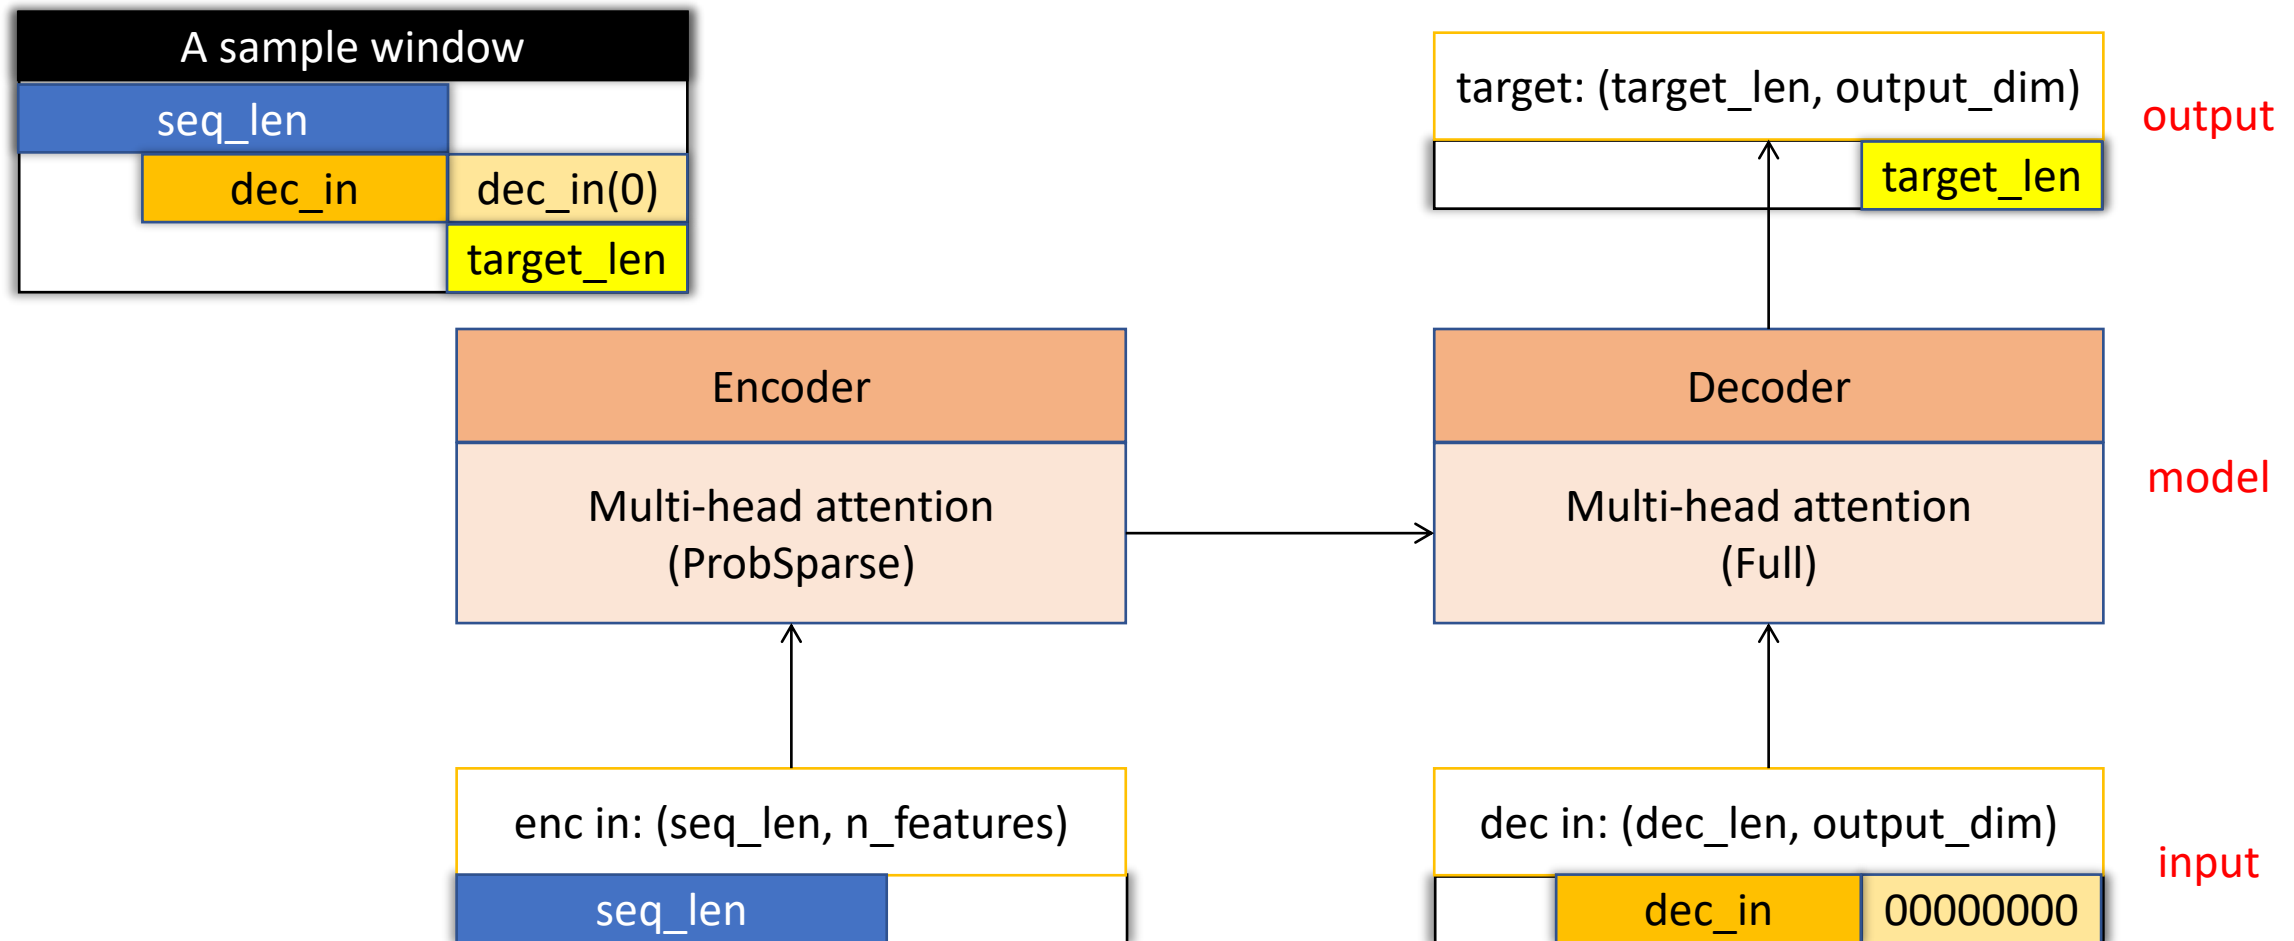 A sample window
seq_len
dec_in
dec_in(0)
target_len
target: (target_len, output_dim)
target_len
output
Encoder
Multi-head attention
(ProbSparse)
Decoder
Multi-head attention
(Full)
model
enc in: (seq_len, n_features)
seq_len
dec in: (dec_len, output_dim)
dec_in
00000000
input